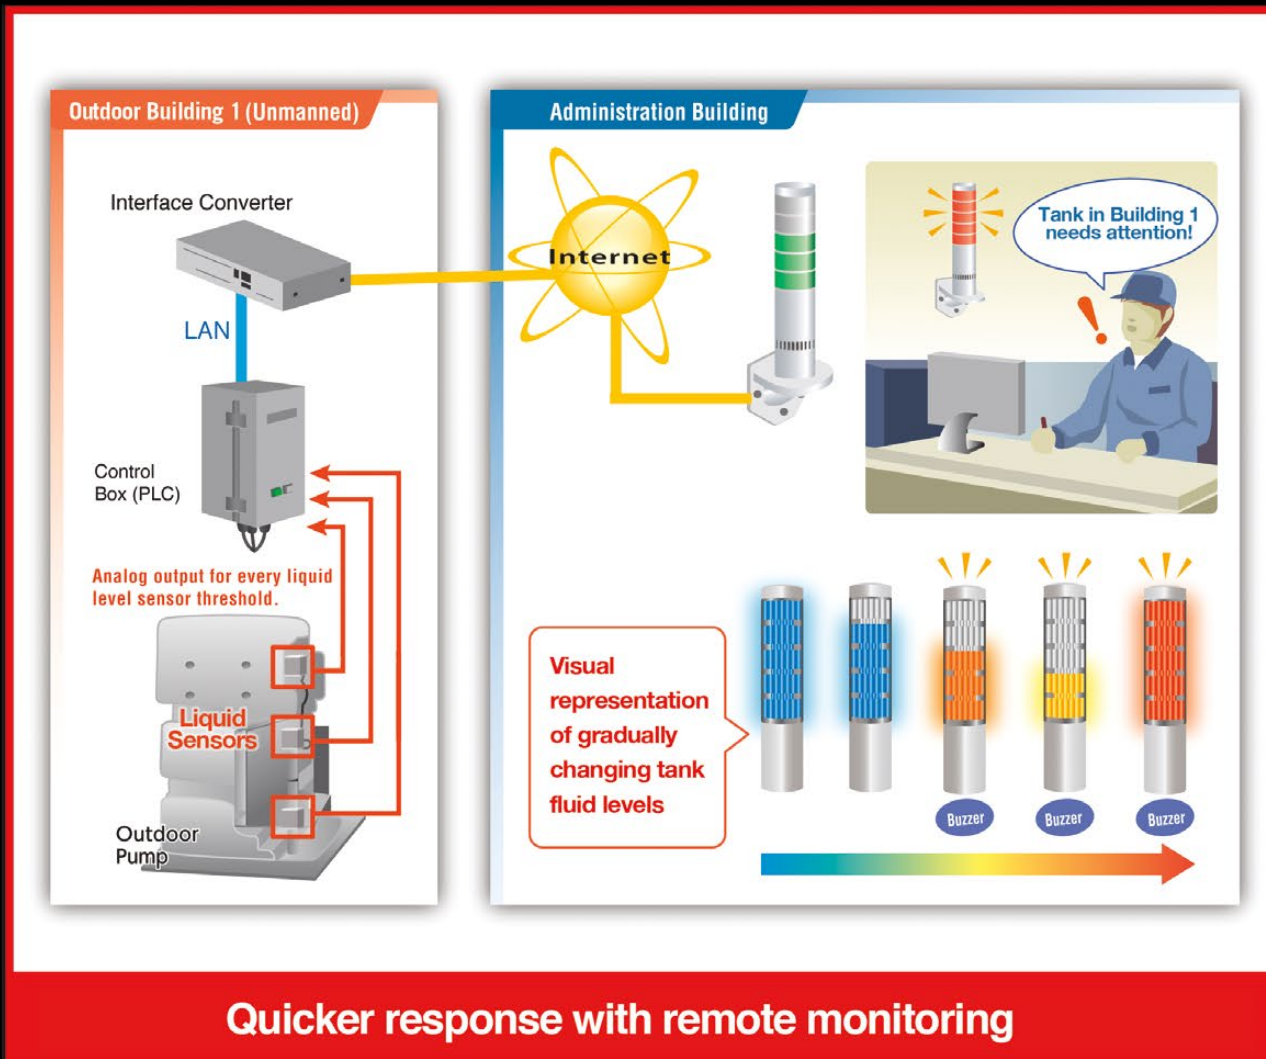 Outdoor Building 1 (Unmanned)
Interface Converter
LAN
Control
Box (PLC)
Analog output for every liquid
level sensor threshold.
Liquid
Sensors
Outdoor
Pump
Administration Building
Internet
Tank in Building 1
needs attention!
Visual
representation
of gradually
changing tank
fluid levels
Buzzer
Buzzer
Buzzer
Quicker response with remote monitoring